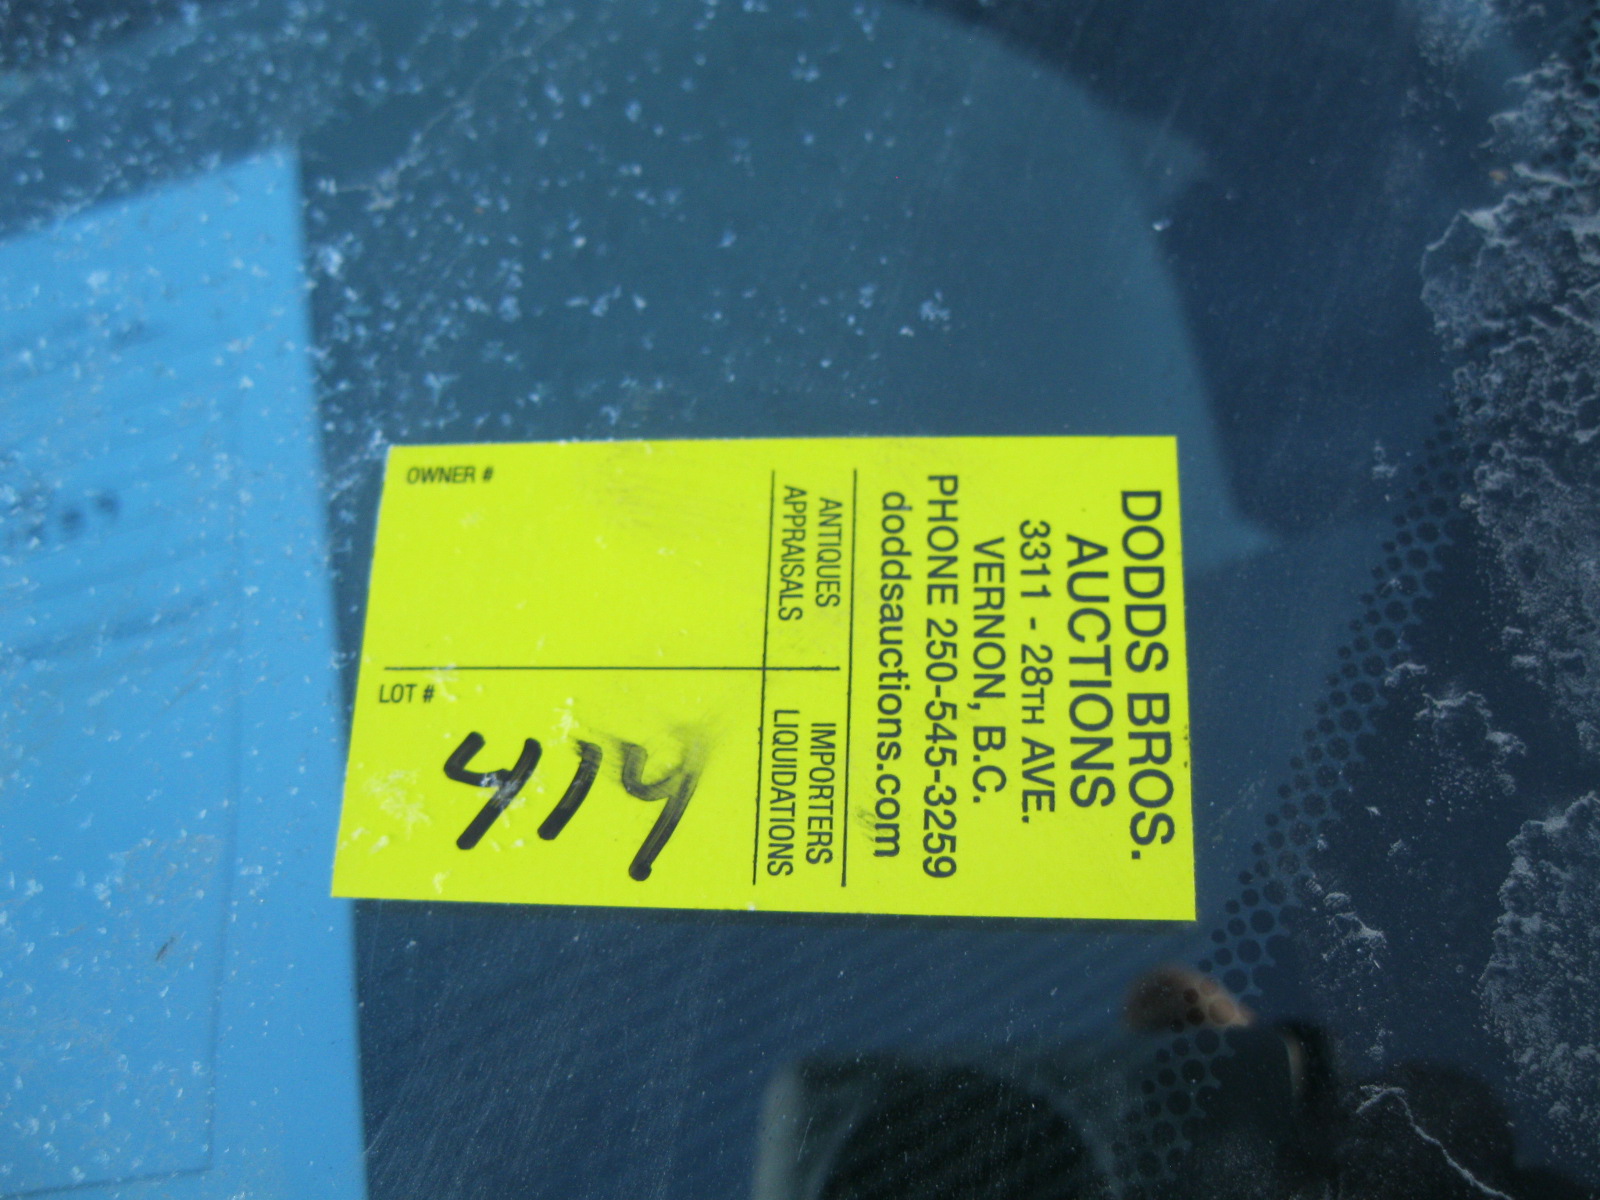 DODDS BROS.
AUCTIONS
3311 - 28TH AVE.
VERNON, B.C.
PHONE 250-545-3259
doddsauctions.com
ANTIQUES IMPORTERS
APPRAISALS LIQUIDATIONS
OWNER #
LOT #
414